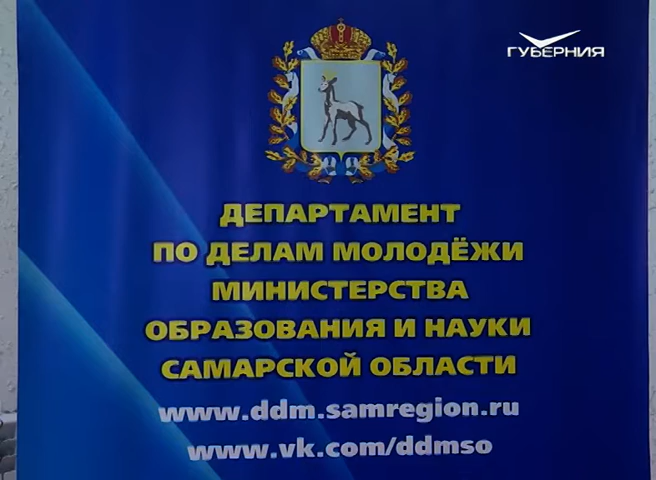 ГУБЕРНИЯ
ДЕПАРТАМЕНТ
ПО ДЕЛАМ МОЛОДЁЖИ
МИНИСТЕРСТВА
ОБРАЗОВАНИЯ И НАУКИ
САМАРСКОЙ ОБЛАСТИ
www.ddm.samregion.ru
www.vk.com/ddmso